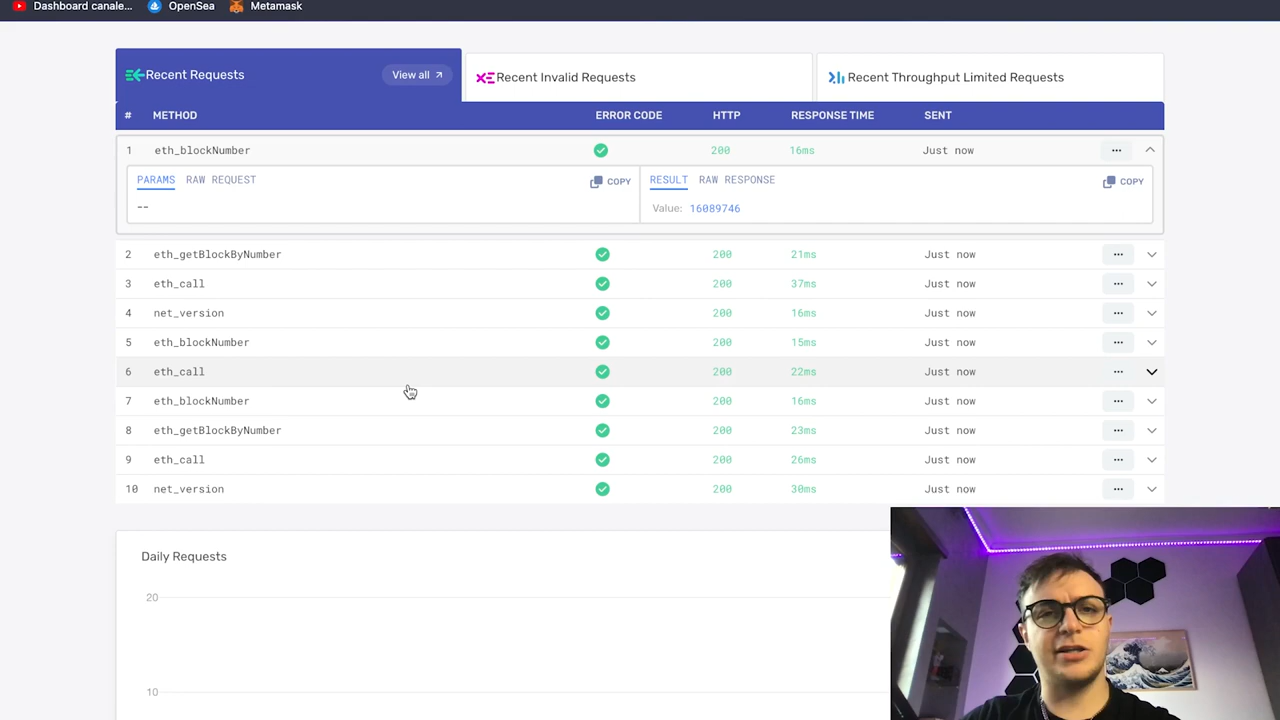 Dashboard canale... OpenSea Metamask
Recent Requests View all Recent Invalid Requests Recent Throughput Limited Requests
# METHOD ERROR CODE HTTP RESPONSE TIME SENT
1 eth_blockNumber 200 16ms Just now ...
PARAMS RAW REQUEST COPY RESULT RAW RESPONSE COPY
-- Value: 16089746
2 eth_getBlockByNumber 200 21ms Just now ...
3 eth_call 200 37ms Just now ...
4 net_version 200 16ms Just now ...
5 eth_blockNumber 200 15ms Just now ...
6 eth_call 200 22ms Just now ...
7 eth_blockNumber 200 16ms Just now ...
8 eth_getBlockByNumber 200 23ms Just now ...
9 eth_call 200 26ms Just now ...
10 net_version 200 30ms Just now ...
Daily Requests
20
10